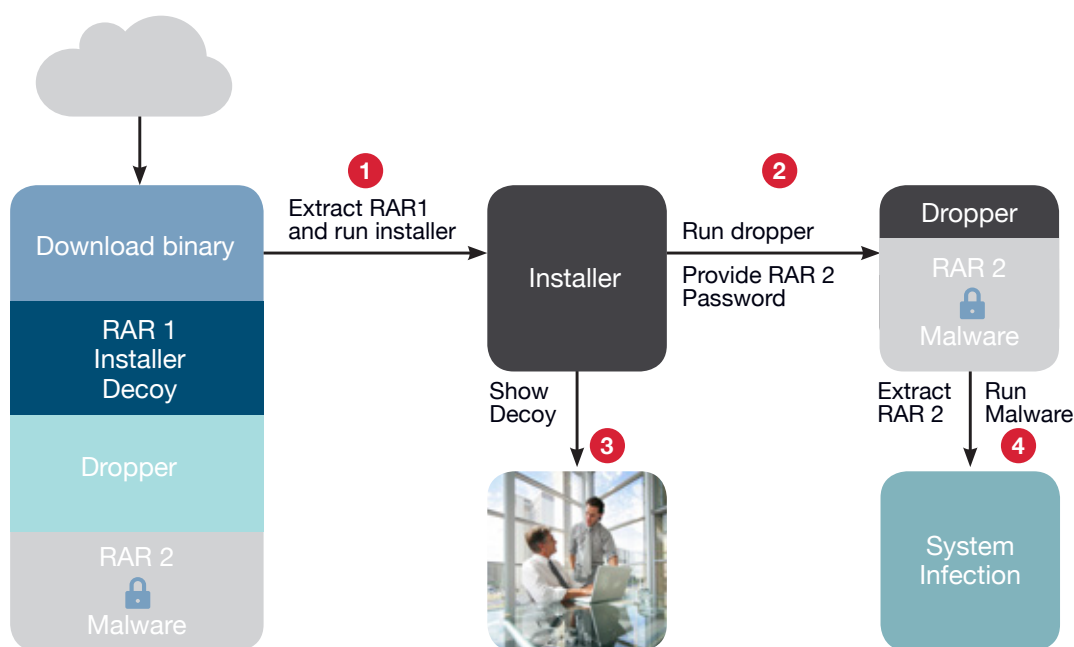 Download binary
RAR 1
Installer
Decoy
Dropper
RAR 2
Malware
1
Extract RAR1
and run installer
Installer
2
Run dropper
Provide RAR 2
Password
Dropper
RAR 2
Malware
Show
Decoy
3
Extract
RAR 2
Run
Malware
4
System
Infection